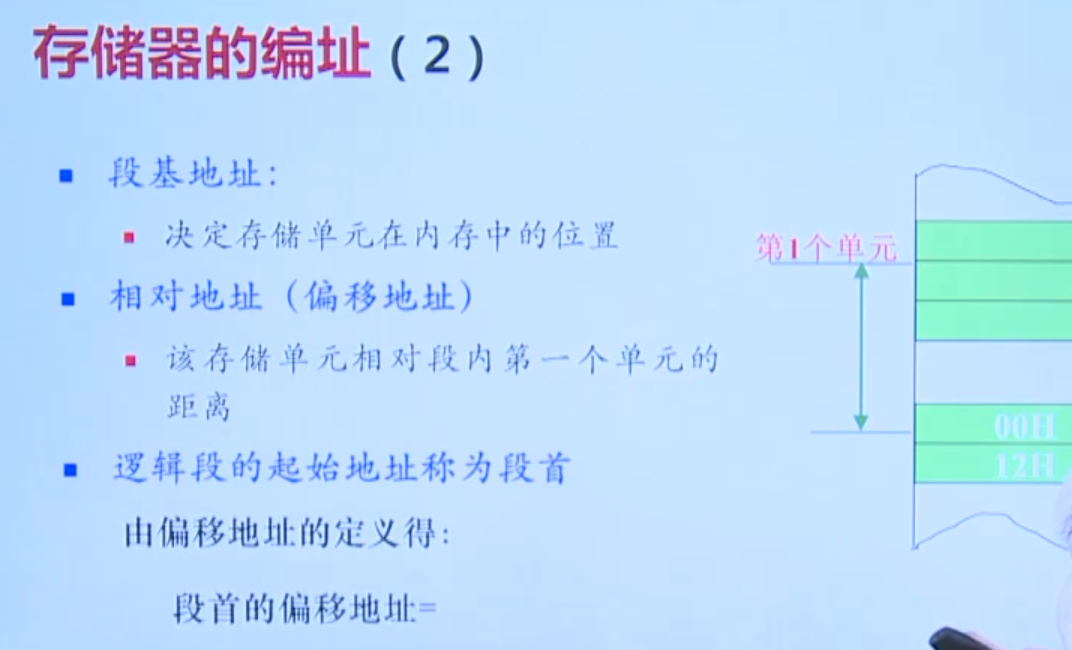 存储器的编址（2）
段基地址：
决定存储单元在内存中的位置
第1个单元
相对地址（偏移地址）
该存储单元相对段内第一个单元的
距离
00H
12H
逻辑段的起始地址称为段首
由偏移地址的定义得：
段首的偏移地址=